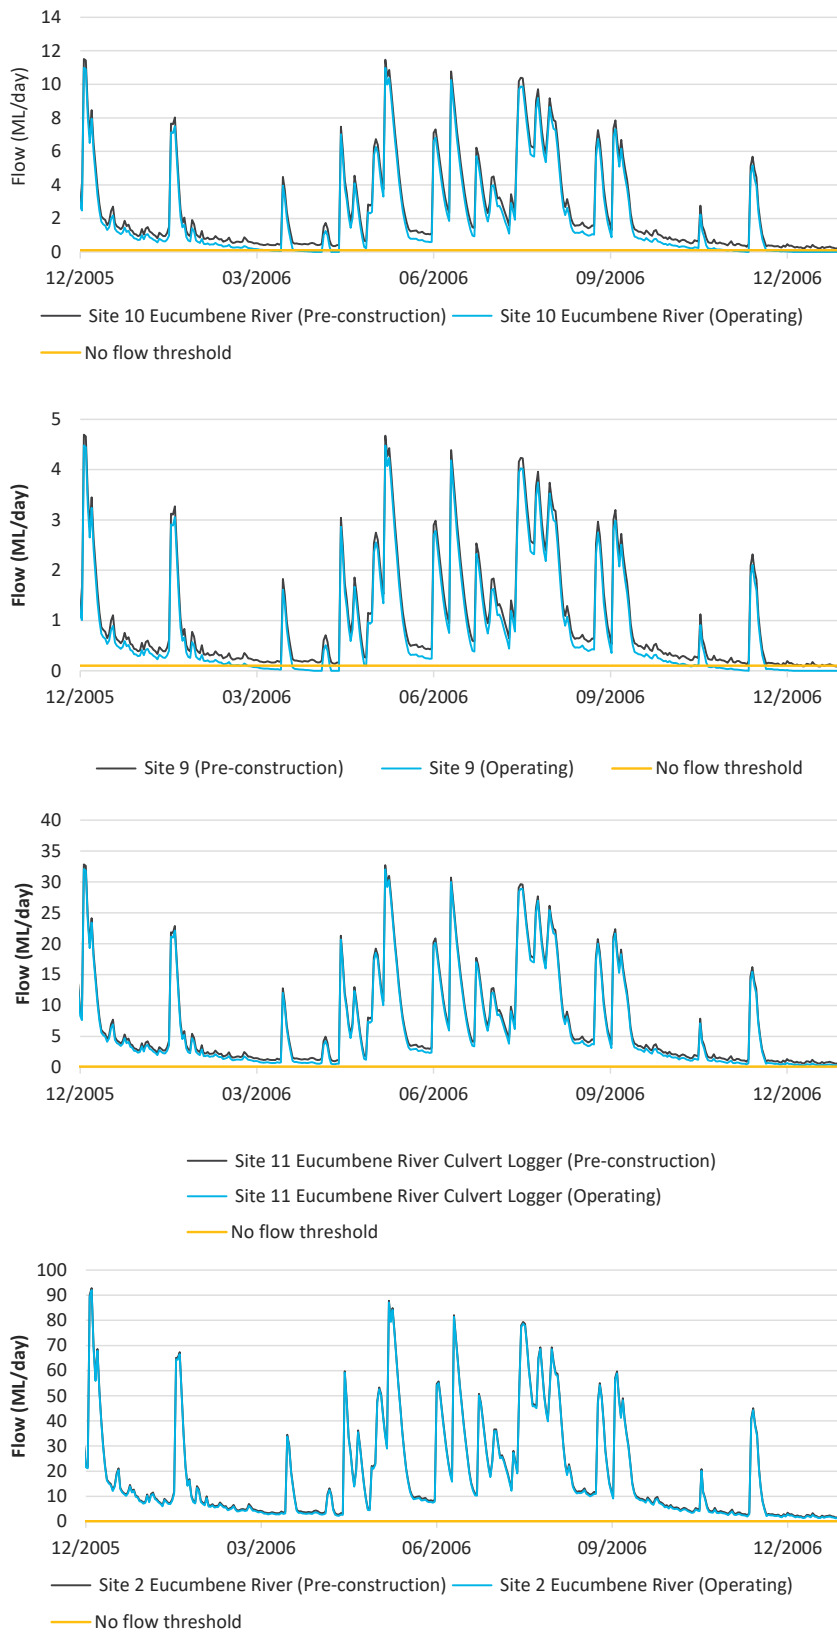 14
12
10
8
6
4
2
0
Flow (ML/day)
12/2005 03/2006 06/2006 09/2006 12/2006
Site 10 Eucumbene River (Pre-construction) Site 10 Eucumbene River (Operating)
No flow threshold
5
4
3
2
1
0
Flow (ML/day)
12/2005 03/2006 06/2006 09/2006 12/2006
Site 9 (Pre-construction) Site 9 (Operating) No flow threshold
40
35
30
25
20
15
10
5
0
Flow (ML/day)
12/2005 03/2006 06/2006 09/2006 12/2006
Site 11 Eucumbene River Culvert Logger (Pre-construction)
Site 11 Eucumbene River Culvert Logger (Operating)
No flow threshold
100
90
80
70
60
50
40
30
20
10
0
Flow (ML/day)
12/2005 03/2006 06/2006 09/2006 12/2006
Site 2 Eucumbene River (Pre-construction) Site 2 Eucumbene River (Operating)
No flow threshold